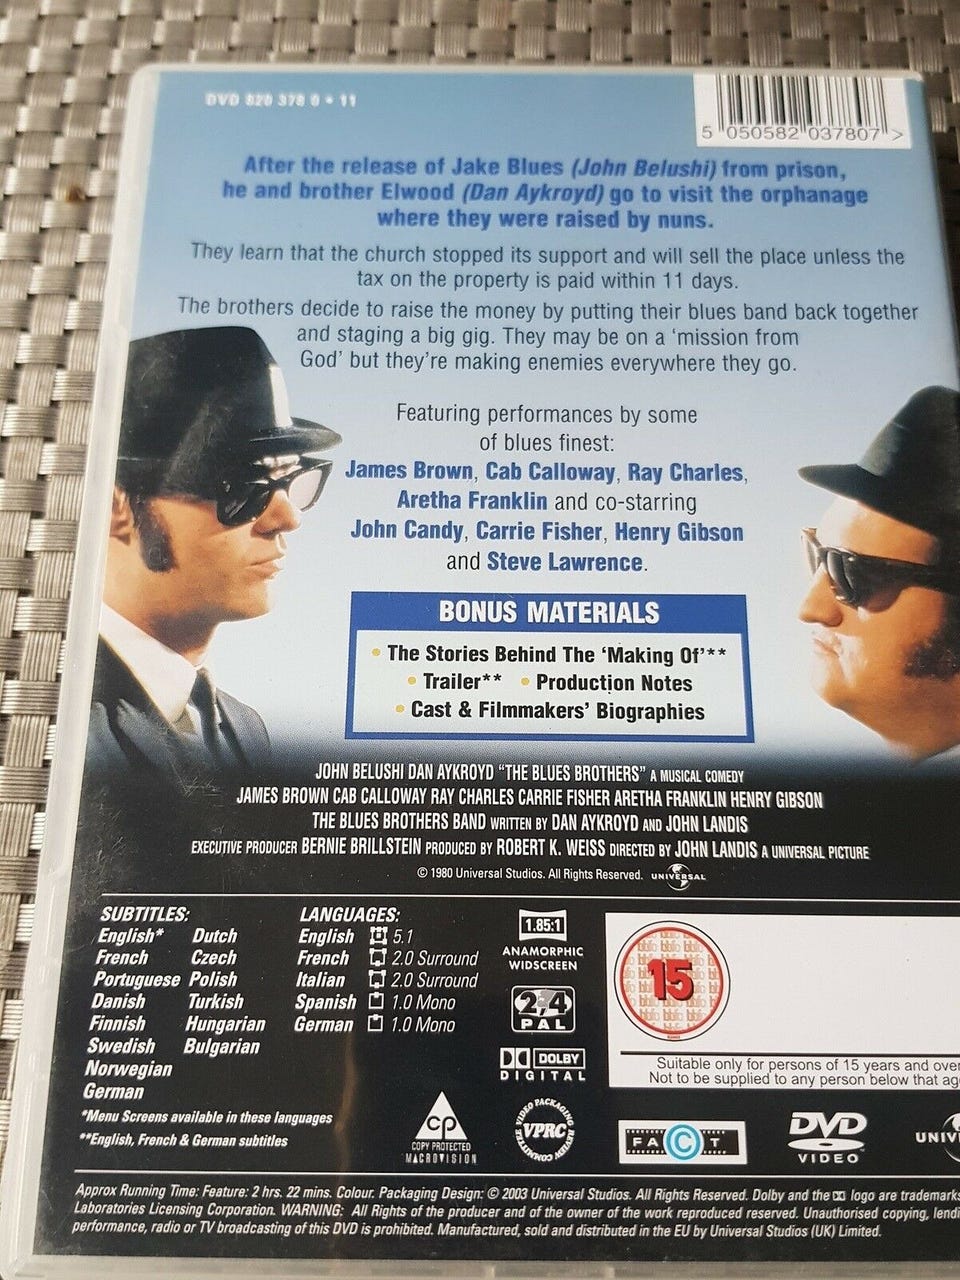 DVD 820 378 0 • 11
5 050582 037807 >
After the release of Jake Blues (John Belushi) from prison,
he and brother Elwood (Dan Aykroyd) go to visit the orphanage
where they were raised by nuns.
They learn that the church stopped its support and will sell the place unless the
tax on the property is paid within 11 days.
The brothers decide to raise the money by putting their blues band back together
and staging a big gig. They may be on a ‘mission from
God’ but they’re making enemies everywhere they go.
Featuring performances by some
of blues finest:
James Brown, Cab Calloway, Ray Charles,
Aretha Franklin and co-starring
John Candy, Carrie Fisher, Henry Gibson
and Steve Lawrence.
BONUS MATERIALS
• The Stories Behind The ‘Making Of’**
• Trailer** • Production Notes
• Cast & Filmmakers’ Biographies
JOHN BELUSHI DAN AYKROYD “THE BLUES BROTHERS” A MUSICAL COMEDY
JAMES BROWN CAB CALLOWAY RAY CHARLES CARRIE FISHER ARETHA FRANKLIN HENRY GIBSON
THE BLUES BROTHERS BAND WRITTEN BY DAN AYKROYD AND JOHN LANDIS
EXECUTIVE PRODUCER BERNIE BRILLSTEIN PRODUCED BY ROBERT K. WEISS DIRECTED BY JOHN LANDIS A UNIVERSAL PICTURE
© 1980 Universal Studios. All Rights Reserved. UNIVERSAL
SUBTITLES:
English* Dutch
French Czech
Portuguese Polish
Danish Turkish
Finnish Hungarian
Swedish Bulgarian
Norwegian
German
*Menu Screens available in these languages
**English, French & German subtitles
LANGUAGES:
English 5.1
French 2.0 Surround
Italian 2.0 Surround
Spanish 1.0 Mono
German 1.0 Mono
1.85:1
ANAMORPHIC
WIDSCREEN
2,4
PAL
DOLBY
DIGITAL
15
Suitable only for persons of 15 years and over
Not to be supplied to any person below that age
CP
COPY PROTECTED
MACROVISION
VIDEO PACKAGING REVIEW COMMITTEE
VPRC
FACT
DVD
VIDEO
UNIV
Approx Running Time: Feature: 2 hrs. 22 mins. Colour. Packaging Design: © 2003 Universal Studios. All Rights Reserved. Dolby and the logo are trademarks
Laboratories Licensing Corporation. WARNING: All Rights of the producer and of the owner of the work reproduced reserved. Unauthorised copying, lendi
performance, radio or TV broadcasting of this DVD is prohibited. Manufactured, sold and distributed in the EU by Universal Studios (UK) Limited.